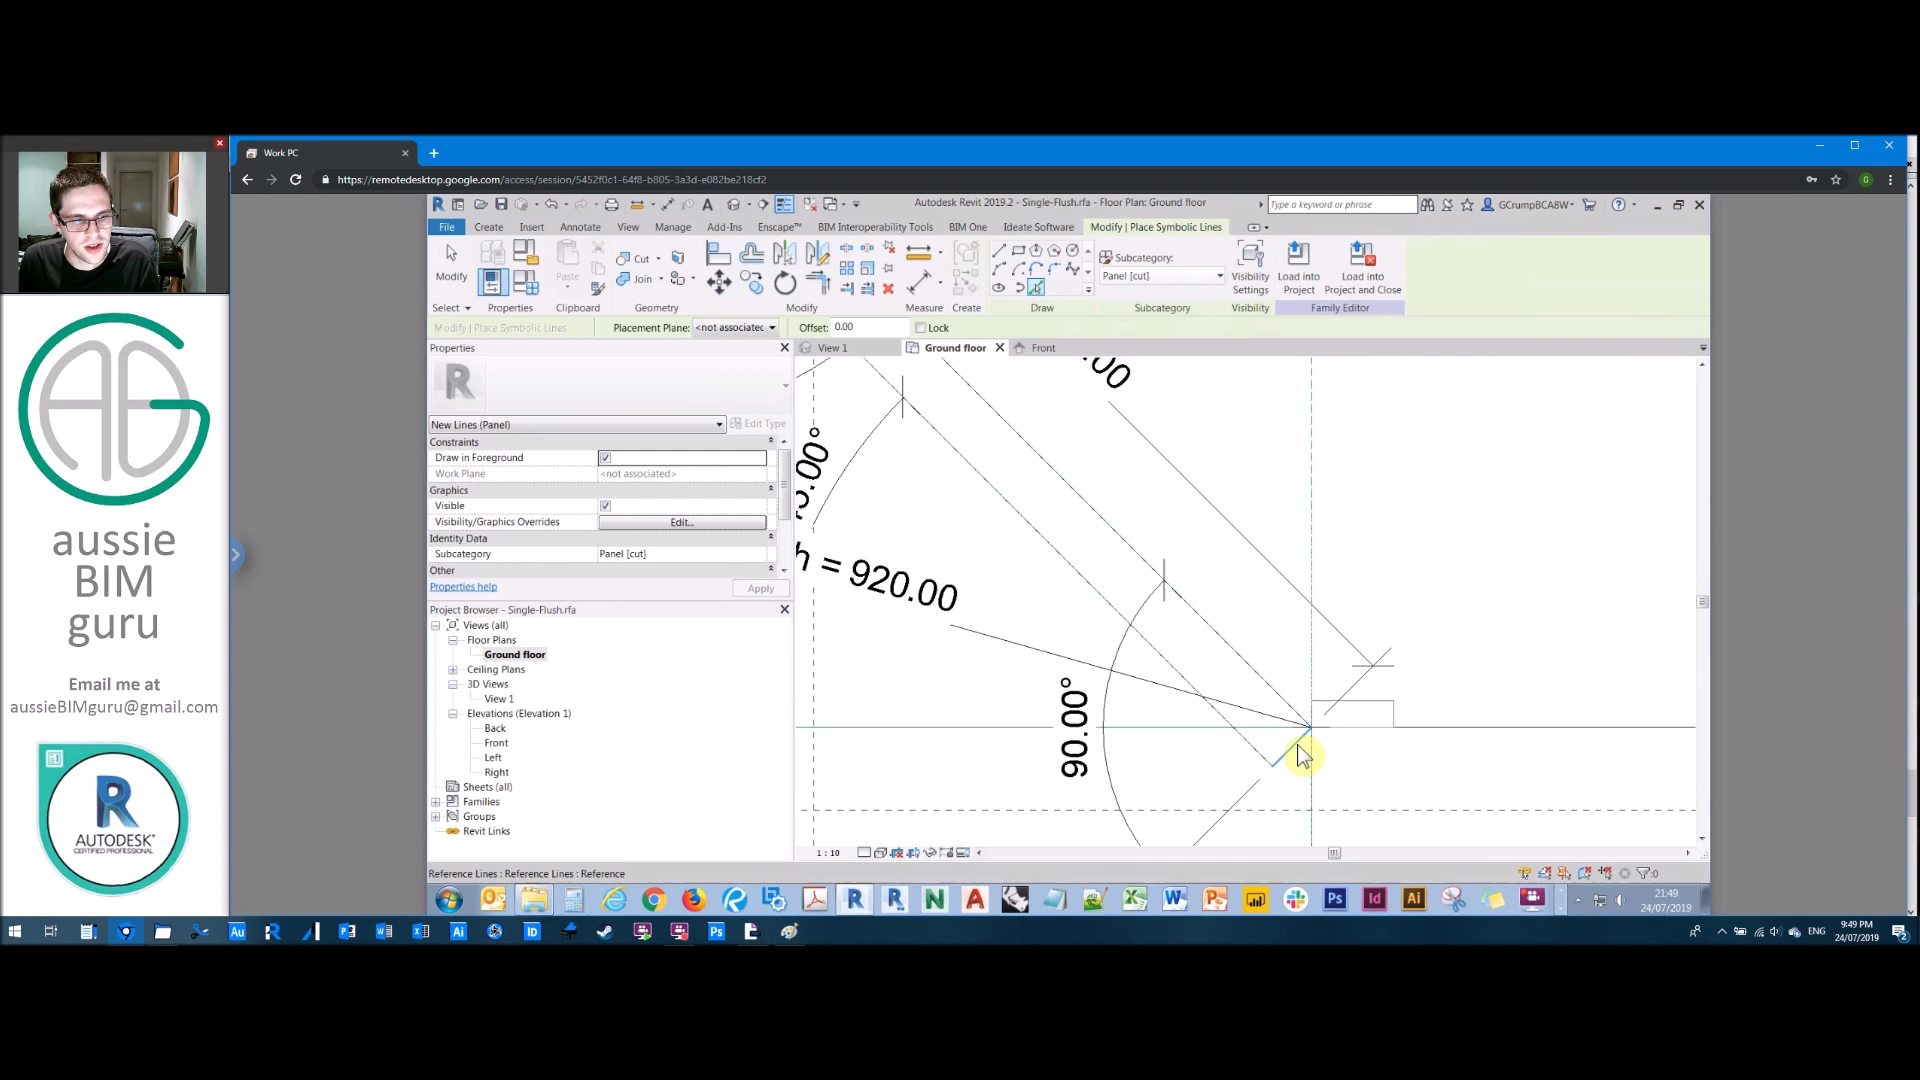 Work PC
https://remotedesktop.google.com/access/session/5452f0c1-64f8-b805-3a3d-e082be218cf2
Autodesk Revit 2019.2 - Single-Flush.rfa - Floor Plan: Ground floor
Type a keyword or phrase
GCrumpBCA8W
File Create Insert Annotate View Manage Add-Ins Enscape™ BIM Interoperability Tools BIM One Ideate Software Modify | Place Symbolic Lines
Modify
Paste
Cut
Join
Subcategory:
Panel [cut]
Visibility Settings
Load into Project
Load into Project and Close
Select Properties Clipboard Geometry Modify Measure Create Draw Subcategory Visibility Family Editor
Modify | Place Symbolic Lines
Placement Plane: <not associatec
Offset: 0.00
Lock
Properties
View 1
Ground floor
Front
New Lines (Panel)
Edit Type
Constraints
Draw in Foreground
Work Plane <not associated>
Graphics
Visible
Visibility/Graphics Overrides Edit...
Identity Data
Subcategory Panel [cut]
Other
Properties help
Apply
Project Browser - Single-Flush.rfa
Views (all)
Floor Plans
Ground floor
Ceiling Plans
3D Views
View 1
Elevations (Elevation 1)
Back
Front
Left
Right
Sheets (all)
Families
Groups
Revit Links
h = 920.00
90.00°
5.00°
00
1 : 10
Reference Lines : Reference Lines : Reference
:0
21:49
24/07/2019
ENG
9:49 PM
24/07/2019
aussie
BIM
guru
Email me at
aussieBIMguru@gmail.com
R
AUTODESK
CERTIFIED PROFESSIONAL